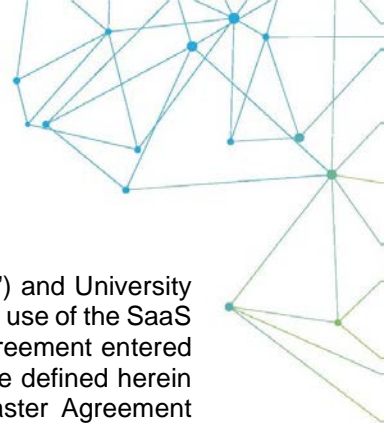 ") and University
use of the SaaS
reement entered
e defined herein
aster Agreement